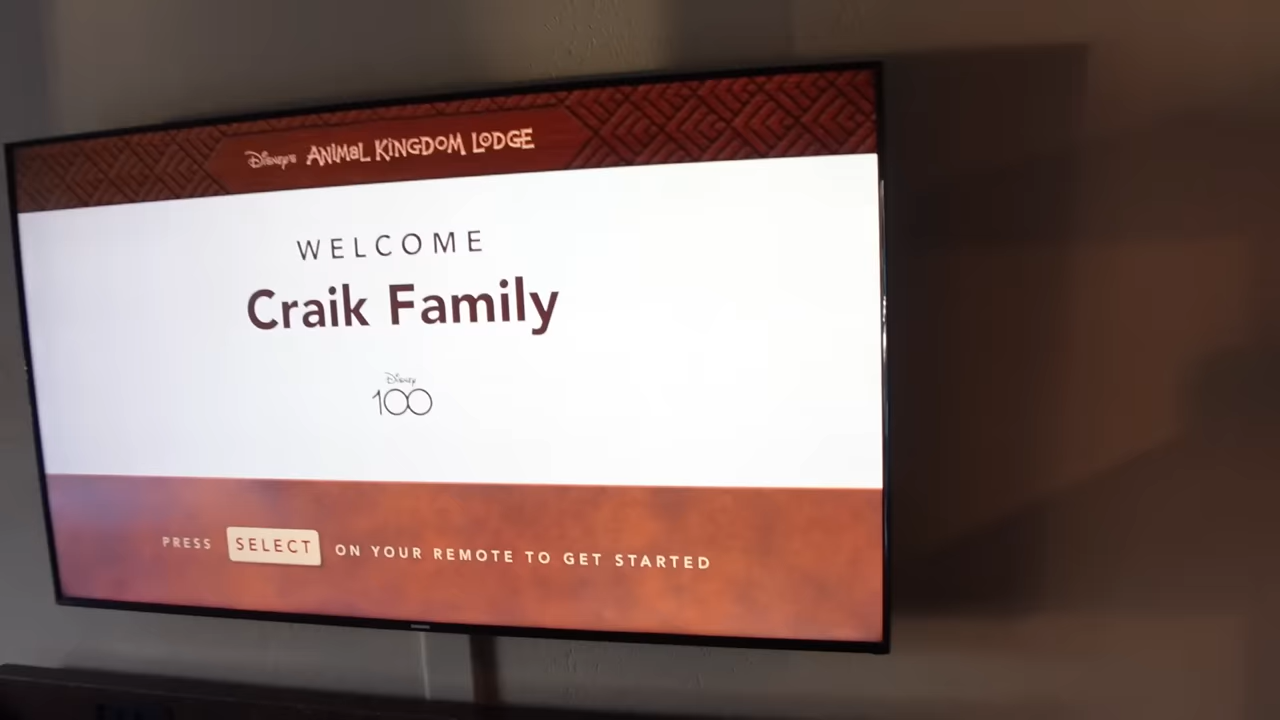 Disney's ANIMAL KINGDOM LODGE
WELCOME
Craik Family
Disney
100
PRESS SELECT ON YOUR REMOTE TO GET STARTED